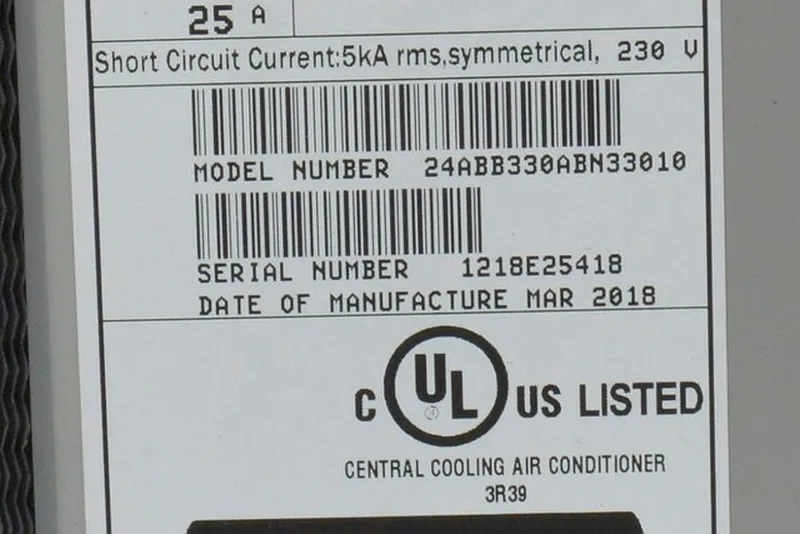 25 A
Short Circuit Current:5kA rms,symmetrical, 230 V
MODEL NUMBER 24ABB330ABN33010
SERIAL NUMBER 1218E25418
DATE OF MANUFACTURE MAR 2018
C UL US LISTED
CENTRAL COOLING AIR CONDITIONER
3R39